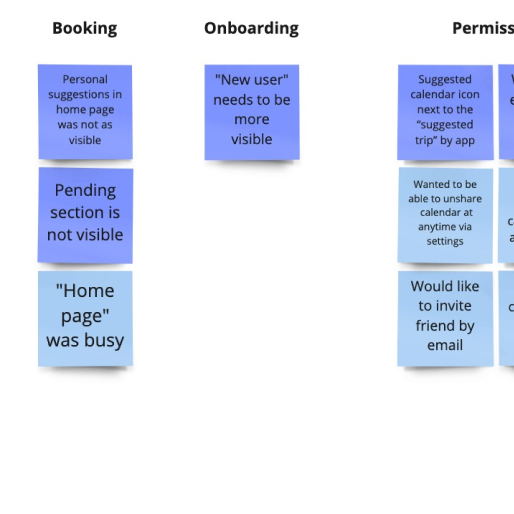 Booking
Personal
suggestions in
home page
was not as
visible
Pending
section is
not visible
"Home
page"
was busy
Onboarding
"New user"
needs to be
more
visible
Suggested
calendar icon
next to the
“suggested
trip” by app
Wanted to be
able to unshare
calendar at
anytime via
settings
Would like
to invite
friend by
email